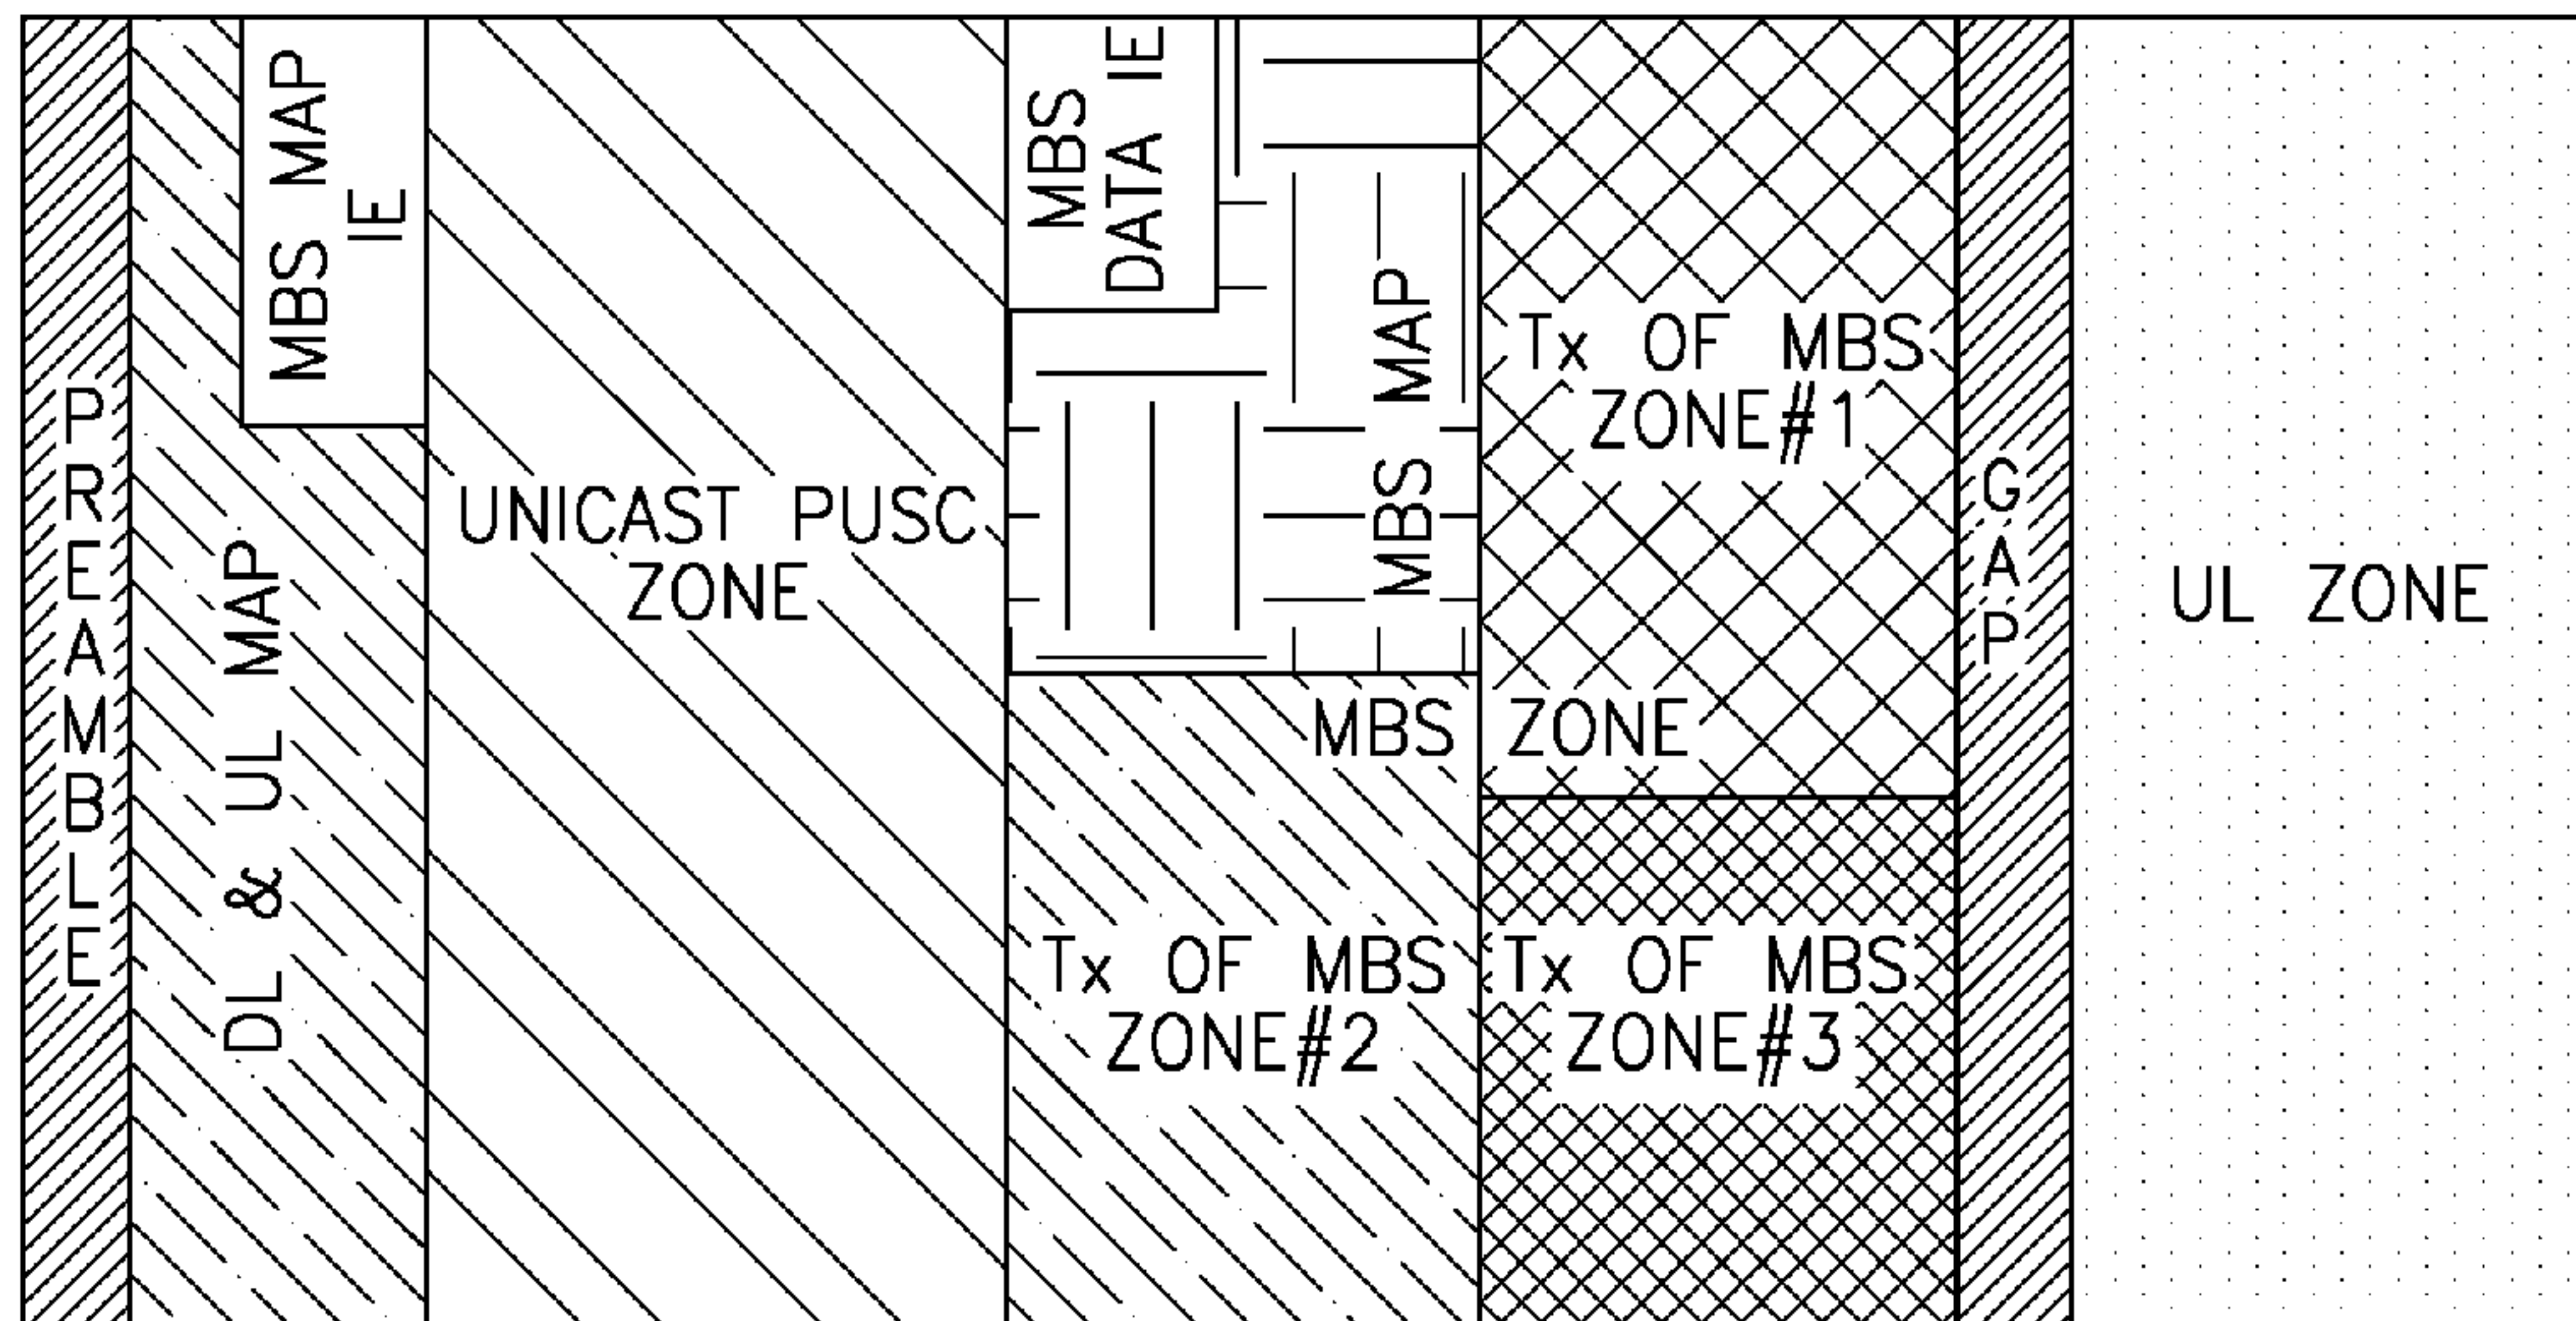 PREAMBLE
DL & UL MAP
MBS MAP
IE
UNICAST PUSC
ZONE
MBS
DATA IE
MBS MAP
Tx OF MBS
ZONE#1
MBS ZONE
Tx OF MBS
ZONE#2
Tx OF MBS
ZONE#3
GAP
UL ZONE